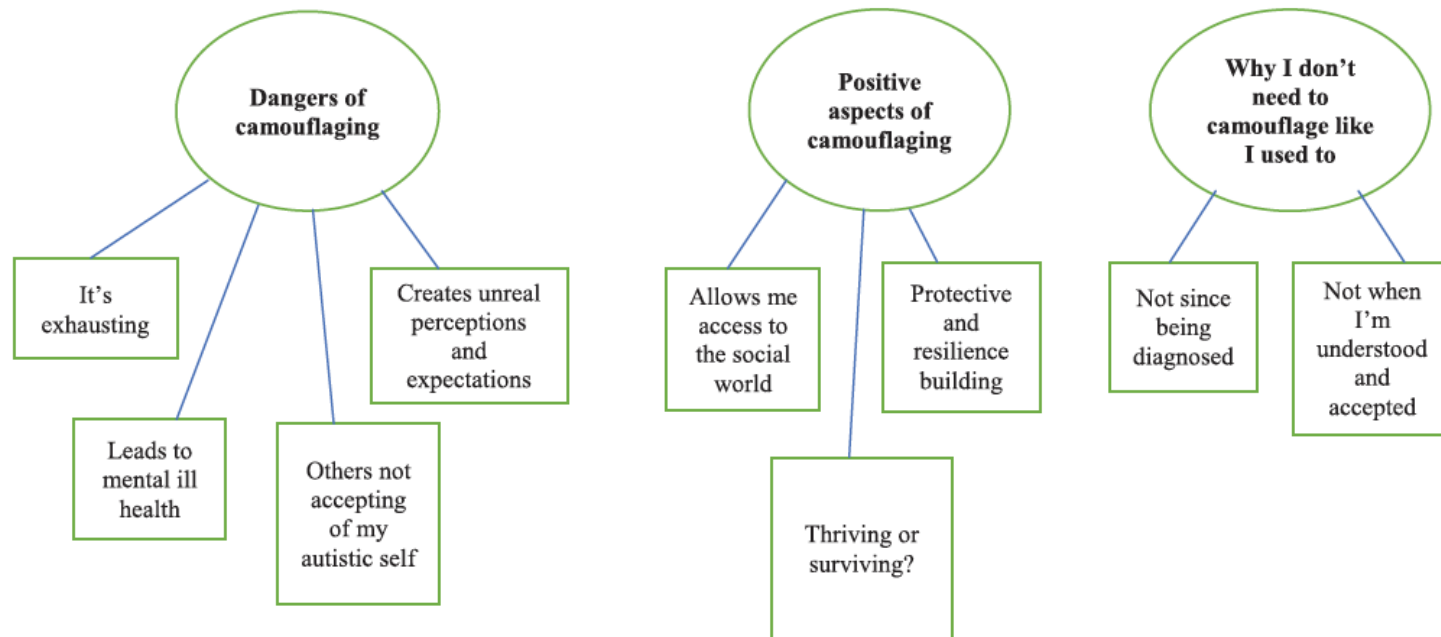 Dangers of
camouflaging
Positive
aspects of
camouflaging
Why I don’t
need to
camouflage like
I used to
It’s
exhausting
Leads to
mental ill
health
Others not
accepting
of my
autistic self
Creates unreal
perceptions
and
expectations
Allows me
access to
the social
world
Thriving or
surviving?
Protective
and
resilience
building
Not since
being
diagnosed
Not when
I’m
understood
and
accepted